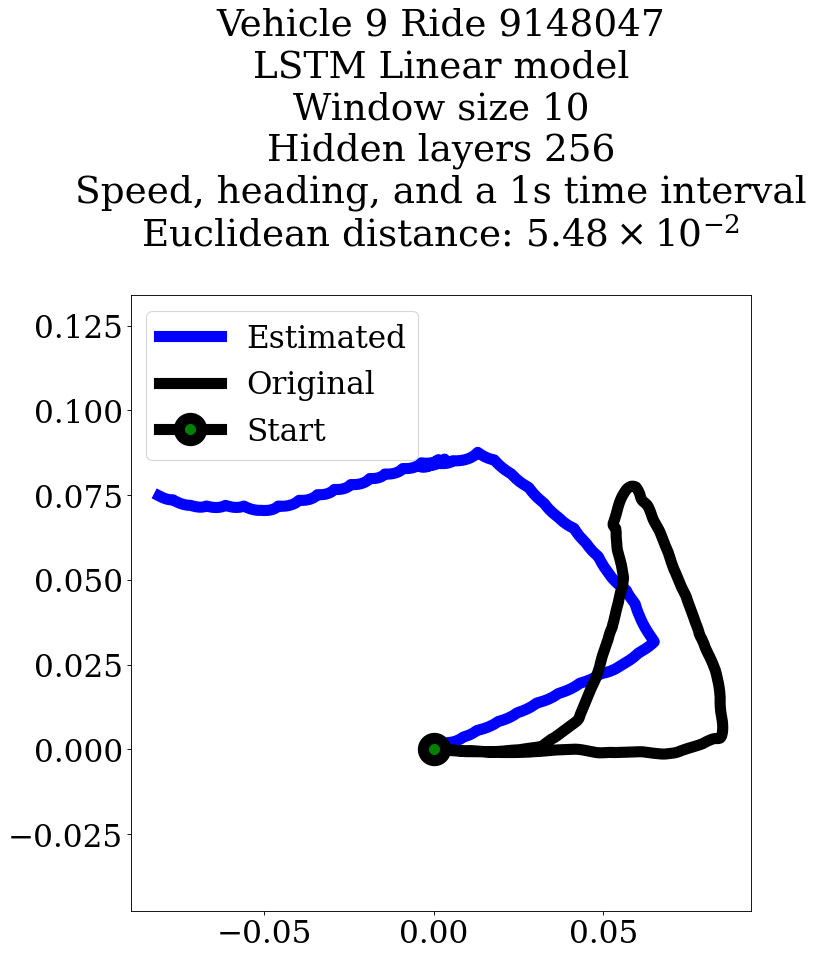 Vehicle 9 Ride 9148047
LSTM Linear model
Window size 10
Hidden layers 256
Speed, heading, and a 1s time interval
Euclidean distance: 5.48 × 10⁻²
Estimated
Original
Start
0.125
0.100
0.075
0.050
0.025
0.000
−0.025
−0.05 0.00 0.05